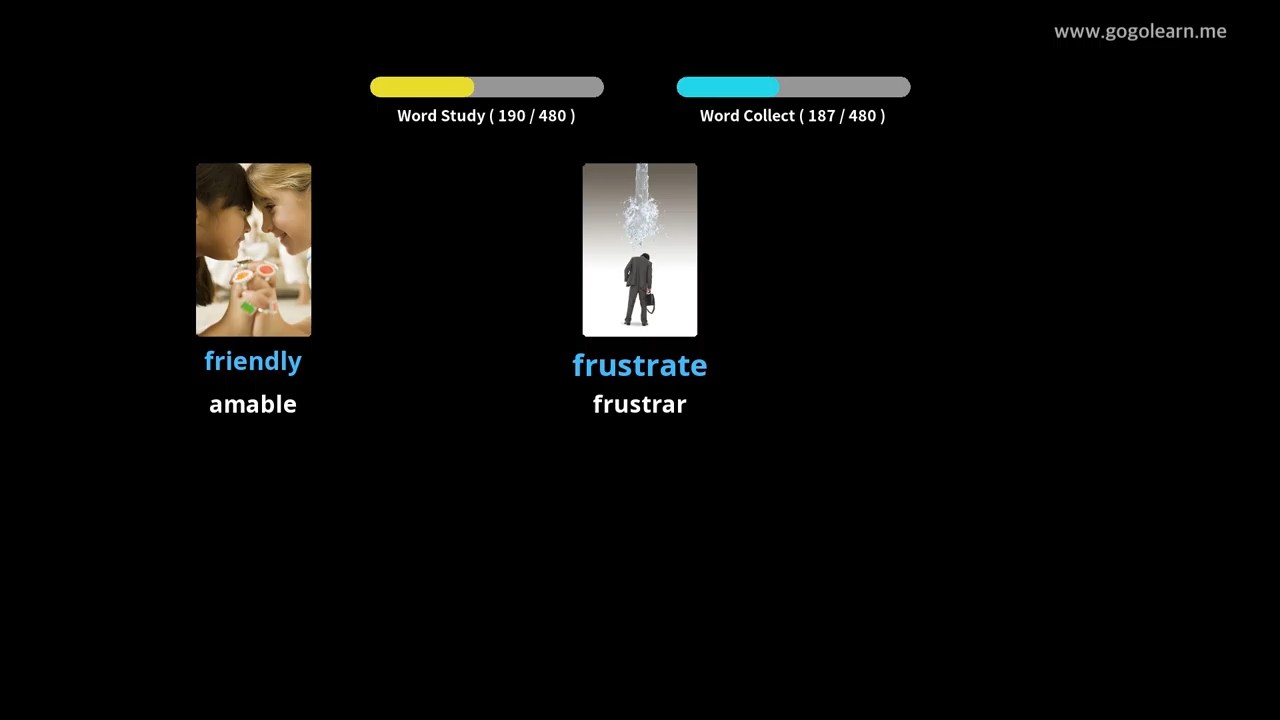 www.gogolearn.me
Word Study ( 190 / 480 )
Word Collect ( 187 / 480 )
friendly
amable
frustrate
frustrar